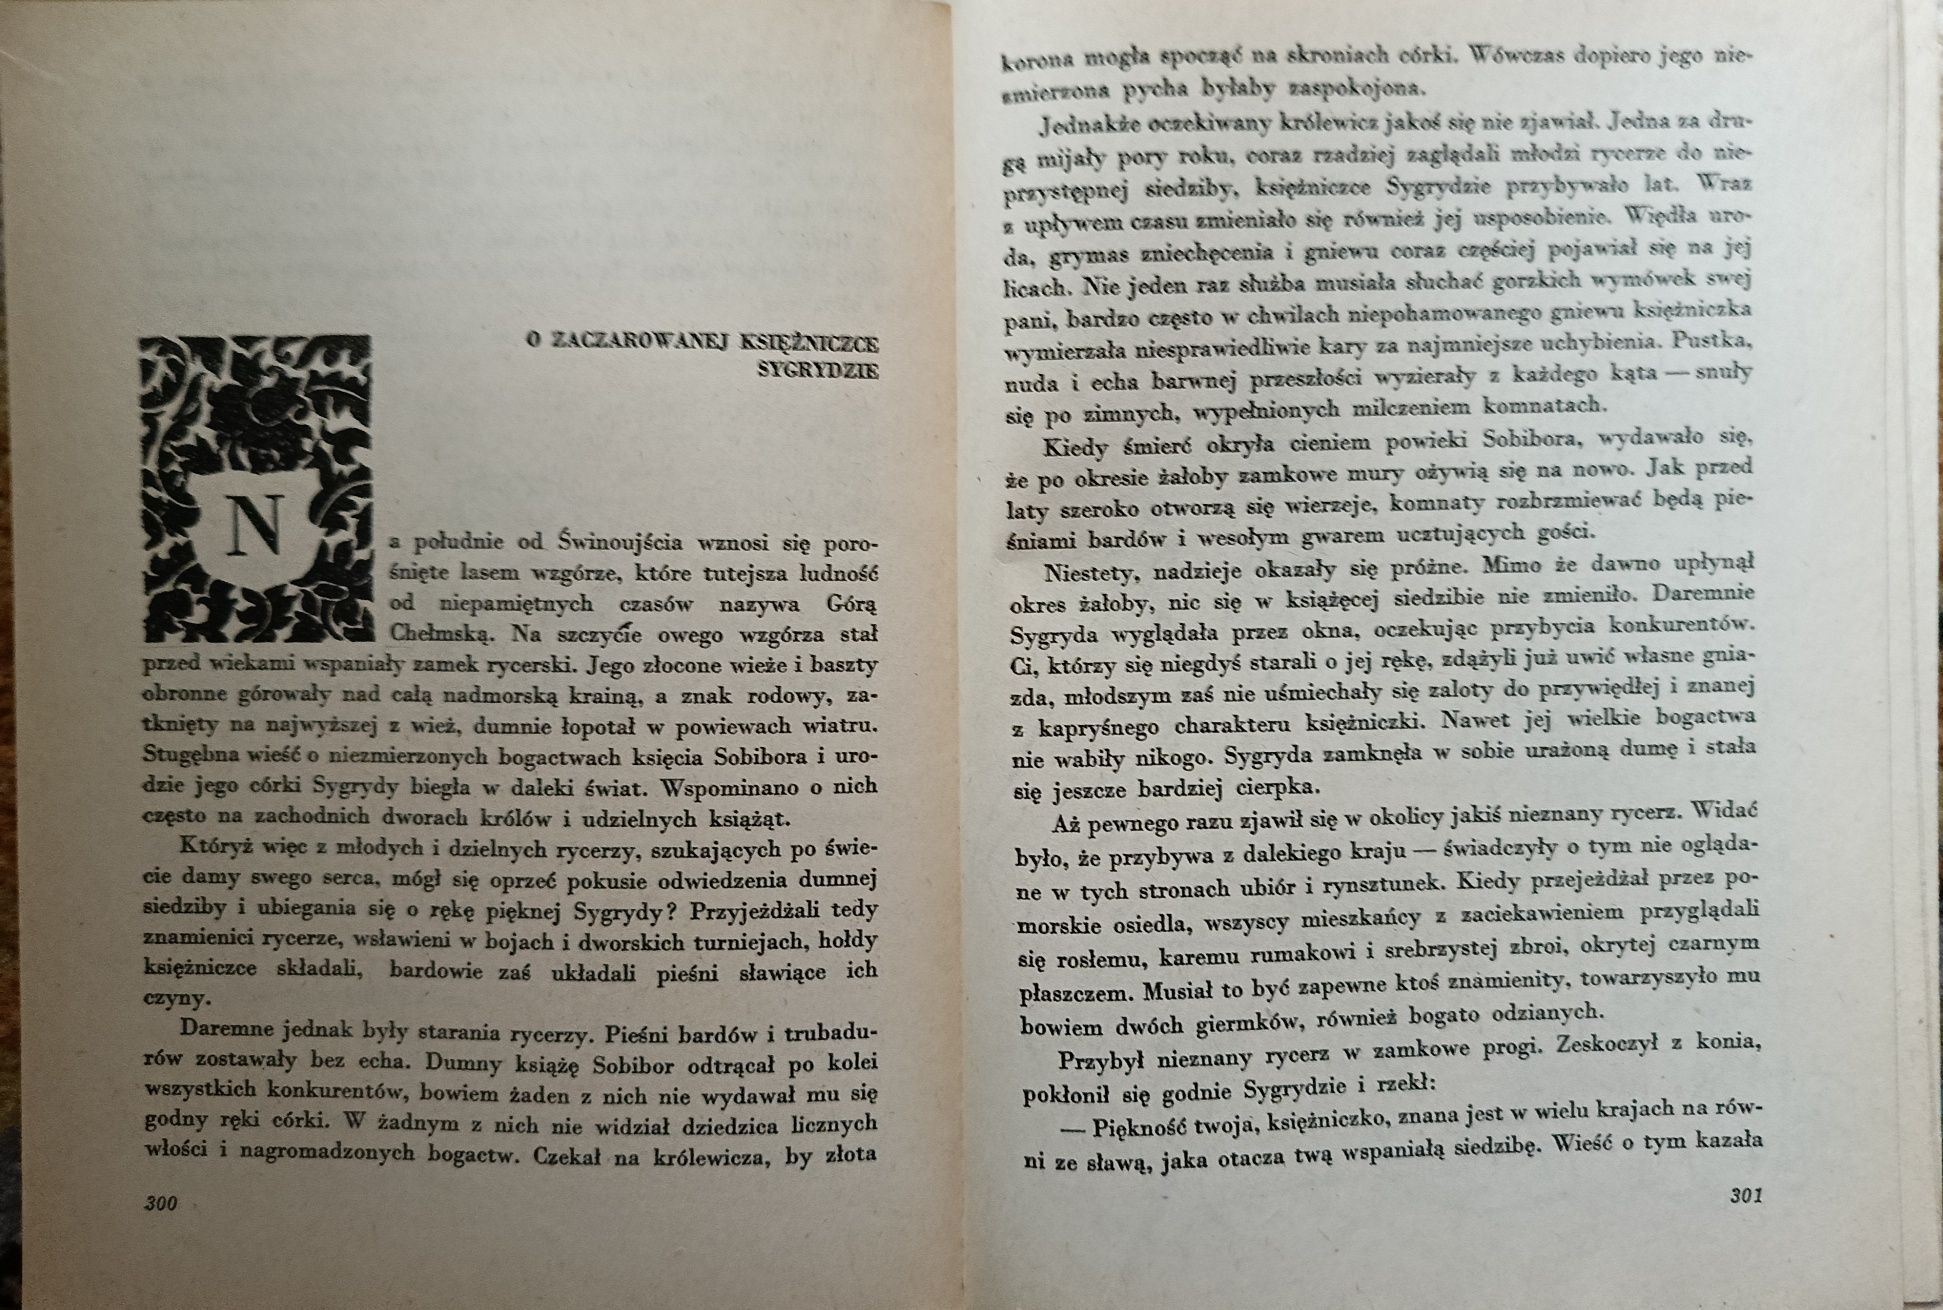 O ZACZAROWANEJ KSIĘŻNICZCE
SYGRYDZIE
Na południe od Świnoujścia wznosi się poro-
śnięte lasem wzgórze, które tutejsza ludność
od niepamiętnych czasów nazywa Górą
Chełmską. Na szczycie owego wzgórza stał
przed wiekami wspaniały zamek rycerski. Jego złocone wieże i baszty
obronne górowały nad całą nadmorską krainą, a znak rodowy, za-
tknięty na najwyższej z wież, dumnie łopotał w powiewach wiatru.
Stugębna wieść o niezmierzonych bogactwach księcia Sobibora i uro-
dzie jego córki Sygrydy biegła w daleki świat. Wspominano o nich
często na zachodnich dworach królów i udzielnych książąt.
Któryż więc z młodych i dzielnych rycerzy, szukających po świe-
cie damy swego serca, mógł się oprzeć pokusie odwiedzenia dumnej
siedziby i ubiegania się o rękę pięknej Sygrydy? Przyjeżdżali tedy
znamienici rycerze, wsławieni w bojach i dworskich turniejach, hołdy
księżniczce składali, bardowie zaś układali pieśni sławiące ich
czyny.
Daremne jednak były starania rycerzy. Pieśni bardów i trubadu-
rów zostawały bez echa. Dumny książę Sobibor odtrącał po kolei
wszystkich konkurentów, bowiem żaden z nich nie wydawał mu się
godny ręki córki. W żadnym z nich nie widział dziedzica licznych
włości i nagromadzonych bogactw. Czekał na królewicza, by złota
300
korona mogła spocząć na skroniach córki. Wówczas dopiero jego nie-
zmierzona pycha byłaby zaspokojona.
Jednakże oczekiwany królewicz jakoś się nie zjawiał. Jedna za dru-
gą mijały pory roku, coraz rzadziej zaglądali młodzi rycerze do nie-
przystępnej siedziby, księżniczce Sygrydzie przybywało lat. Wraz
z upływem czasu zmieniało się również jej usposobienie. Więdła uro-
da, grymas zniechęcenia i gniewu coraz częściej pojawiał się na jej
licach. Nie jeden raz służba musiała słuchać gorzkich wymówek swej
pani, bardzo często w chwilach niepohamowanego gniewu księżniczka
wymierzała niesprawiedliwie kary za najmniejsze uchybienia. Pustka,
nuda i echa barwnej przeszłości wyzierały z każdego kąta — snuły
się po zimnych, wypełnionych milczeniem komnatach.
Kiedy śmierć okryła cieniem powieki Sobibora, wydawało się,
że po okresie żałoby zamkowe mury ożywią się na nowo. Jak przed
laty szeroko otworzą się wierzeje, komnaty rozbrzmiewać będą pie-
śniami bardów i wesołym gwarem ucztujących gości.
Niestety, nadzieje okazały się próżne. Mimo że dawno upłynął
okres żałoby, nic się w książęcej siedzibie nie zmieniło. Daremnie
Sygryda wyglądała przez okna, oczekując przybycia konkurentów.
Ci, którzy się niegdyś starali o jej rękę, zdążyli już uwić własne gnia-
zda, młodszym zaś nie uśmiechały się zaloty do przywiędłej i znanej
z kapryśnego charakteru księżniczki. Nawet jej wielkie bogactwa
nie wabiły nikogo. Sygryda zamknęła w sobie urażoną dumę i stała
się jeszcze bardziej cierpka.
Aż pewnego razu zjawił się w okolicy jakiś nieznany rycerz. Widać
było, że przybywa z dalekiego kraju — świadczyły o tym nie ogląda-
ne w tych stronach ubiór i rynsztunek. Kiedy przejeżdżał przez po-
morskie osiedla, wszyscy mieszkańcy z zaciekawieniem przyglądali
się rosłemu, karemu rumakowi i srebrzystej zbroi, okrytej czarnym
płaszczem. Musiał to być zapewne ktoś znamienity, towarzyszyło mu
bowiem dwóch giermków, również bogato odzianych.
Przybył nieznany rycerz w zamkowe progi. Zeskoczył z konia,
pokłonił się godnie Sygrydzie i rzekł:
— Piękność twoja, księżniczko, znana jest w wielu krajach na rów-
ni ze sławą, jaka otacza twą wspaniałą siedzibę. Wieść o tym kazała
301